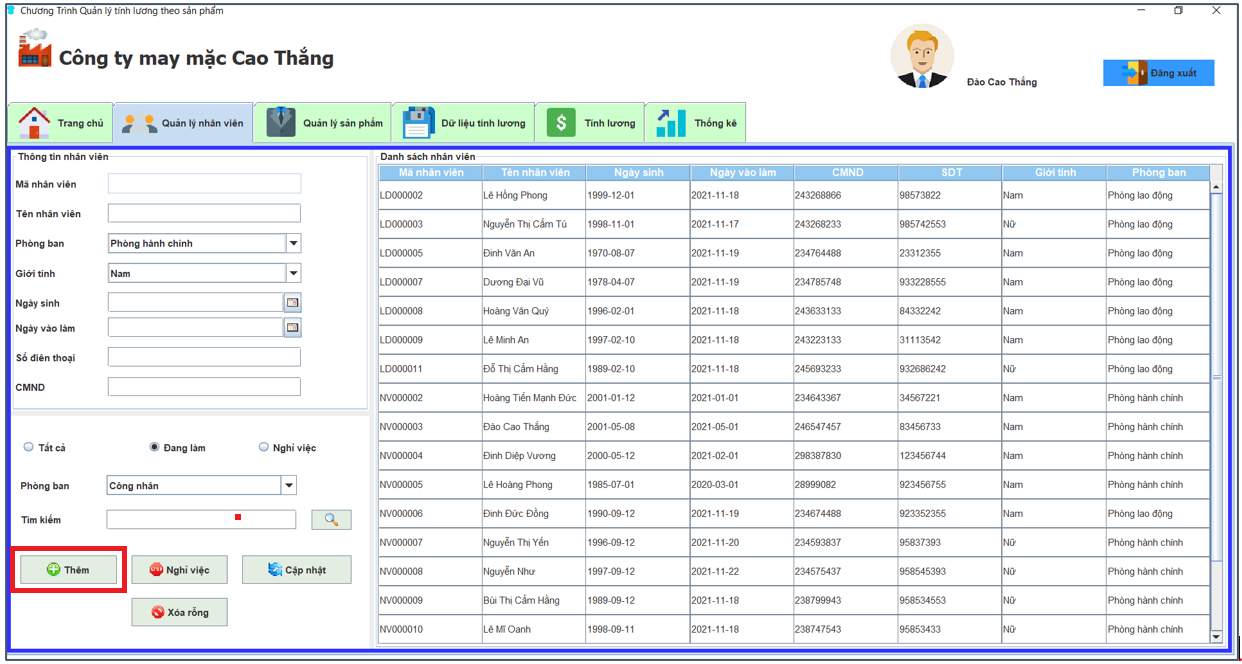 Chương Trình Quản lý tính lương theo sản phẩm
Công ty may mặc Cao Thắng
Đào Cao Thắng
Đăng xuất
Trang chủ Quản lý nhân viên Quản lý sản phẩm Dữ liệu tính lương Tính lương Thống kê
Thông tin nhân viên
Mã nhân viên
Tên nhân viên
Phòng ban Phòng hành chính
Giới tính Nam
Ngày sinh
Ngày vào làm
Số điên thoại
CMND
Tất cả Đang làm Nghỉ việc
Phòng ban Công nhân
Tìm kiếm
Thêm STOP Nghỉ việc Cập nhật
Xóa rỗng
Danh sách nhân viên
Mã nhân viên Tên nhân viên Ngày sinh Ngày vào làm CMND SDT Giới tính Phòng ban
LD000002 Lê Hồng Phong 1999-12-01 2021-11-18 243268866 98573822 Nam Phòng lao động
LD000003 Nguyễn Thị Cẩm Tú 1998-11-01 2021-11-17 243268233 985742553 Nữ Phòng lao động
LD000005 Đinh Văn An 1970-08-07 2021-11-19 234764488 23312355 Nam Phòng lao động
LD000007 Dương Đại Vũ 1978-04-07 2021-11-19 234785748 933228555 Nam Phòng lao động
LD000008 Hoàng Văn Quý 1996-02-01 2021-11-18 243633133 84332242 Nam Phòng lao động
LD000009 Lê Minh An 1997-02-10 2021-11-18 243223133 31113542 Nam Phòng lao động
LD000011 Đỗ Thị Cẩm Hằng 1989-02-10 2021-11-18 245693233 932686242 Nữ Phòng lao động
NV000002 Hoàng Tiến Mạnh Đức 2001-01-12 2021-01-01 234643367 34567221 Nam Phòng hành chính
NV000003 Đào Cao Thắng 2001-05-08 2021-05-01 246547457 83456733 Nam Phòng hành chính
NV000004 Đinh Diệp Vương 2000-05-12 2021-02-01 298387830 123456744 Nam Phòng hành chính
NV000005 Lê Hoàng Phong 1985-07-01 2020-03-01 28999082 923456755 Nam Phòng hành chính
NV000006 Đinh Đức Đồng 1990-09-12 2021-11-19 234674488 923352355 Nam Phòng lao động
NV000007 Nguyễn Thị Yến 1996-09-12 2021-11-20 234593837 95837393 Nữ Phòng hành chính
NV000008 Nguyễn Như 1997-09-12 2021-11-22 234575437 958545393 Nữ Phòng hành chính
NV000009 Bùi Thị Cẩm Hằng 1989-09-12 2021-11-18 238799943 958534553 Nữ Phòng hành chính
NV000010 Lê Mĩ Oanh 1998-09-11 2021-11-18 238747543 95853433 Nữ Phòng hành chính